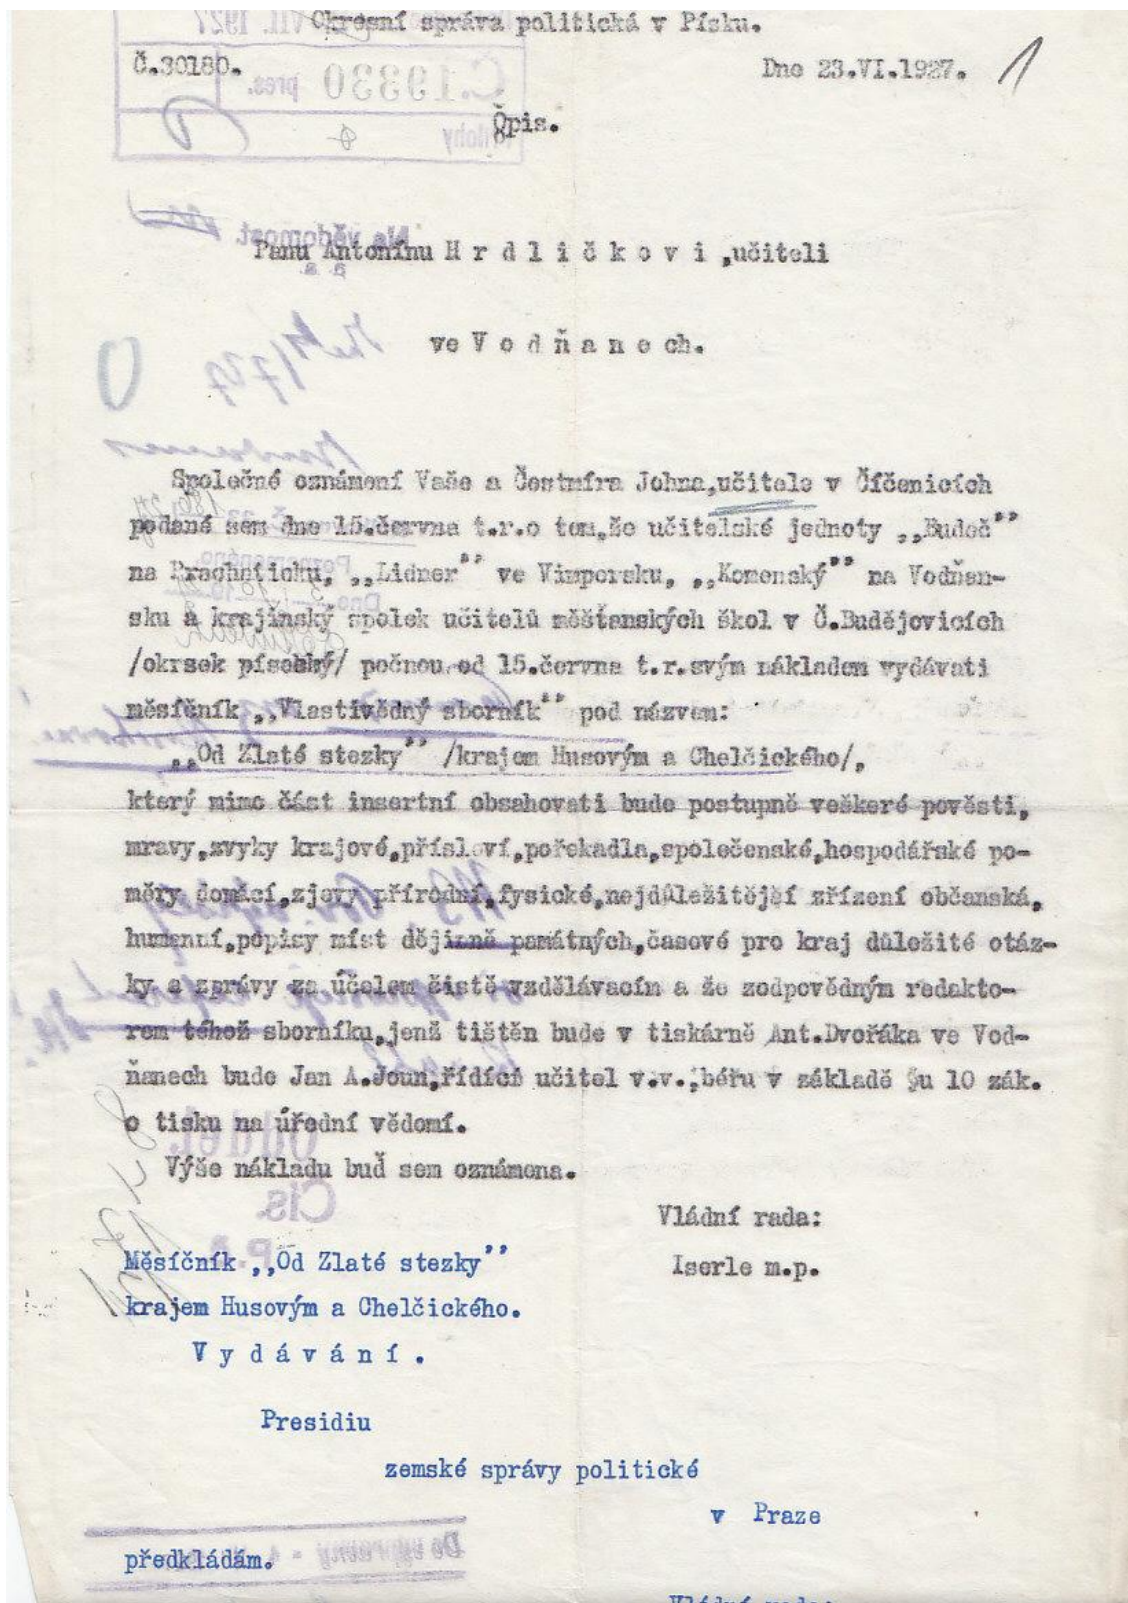 Okresní správa politická v Písku.
Č.30180.
Dne 23.VI.1927.
1
Opis.
Panu Antonínu H r d l i č k o v i ,učiteli
ve V o d ň a n e c h.
Společné oznámení Vaše a Čestmíra Johna,učitele v Číčenicích
podané sem dne 15.června t.r.o tom,že učitelské jednoty ,,Budeč''
na Prachaticku, ,,Lidner'' ve Vimpersku, ,,Komenský'' na Vodňan-
sku a krajinský spolek učitelů měšťanských škol v Č.Budějovicích
/okrsek písecký/ počnou od 15.června t.r.svým nákladem vydávati
měsíčník ,,Vlastivědný sborník'' pod názvem:
,,Od Zlaté stezky'' /krajem Husovým a Chelčického/,
který mimo část insertní obsahovati bude postupně veškeré pověsti,
mravy,zvyky krajové,přísloví,pořekadla,společenské,hospodářské po-
měry domácí,zjevy přírodní,fysické,nejdůležitější zřízení občanská,
humenní,popisy míst dějinně památných,časové pro kraj důležité otáz-
ky a zprávy za účelem čistě vzdělávacím a že zodpovědným redakto-
rem téhož sborníku,jenž tištěn bude v tiskárně Ant.Dvořáka ve Vod-
ňanech bude Jan A.Joun,řídící učitel v.v.,béřu v základě §u 10 zák.
o tisku na úřední vědomí.
Výše nákladu buď sem oznámena.
Vládní rada:
Iserle m.p.
Měsíčník ,,Od Zlaté stezky''
krajem Husovým a Chelčického.
V y d á v á n í .
Presidiu
zemské správy politické
v Praze
předkládám.
Vládní rada: